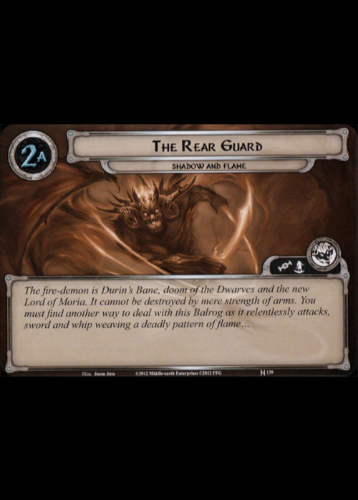 2A
THE REAR GUARD
SHADOW AND FLAME
The fire-demon is Durin's Bane, doom of the Dwarves and the new
Lord of Moria. It cannot be destroyed by mere strength of arms. You
must find another way to deal with this Balrog as it relentlessly attacks,
sword and whip weaving a deadly pattern of flame…
Illus. Jason Juta ©2012 Middle-earth Enterprises ©2012 FFG 139